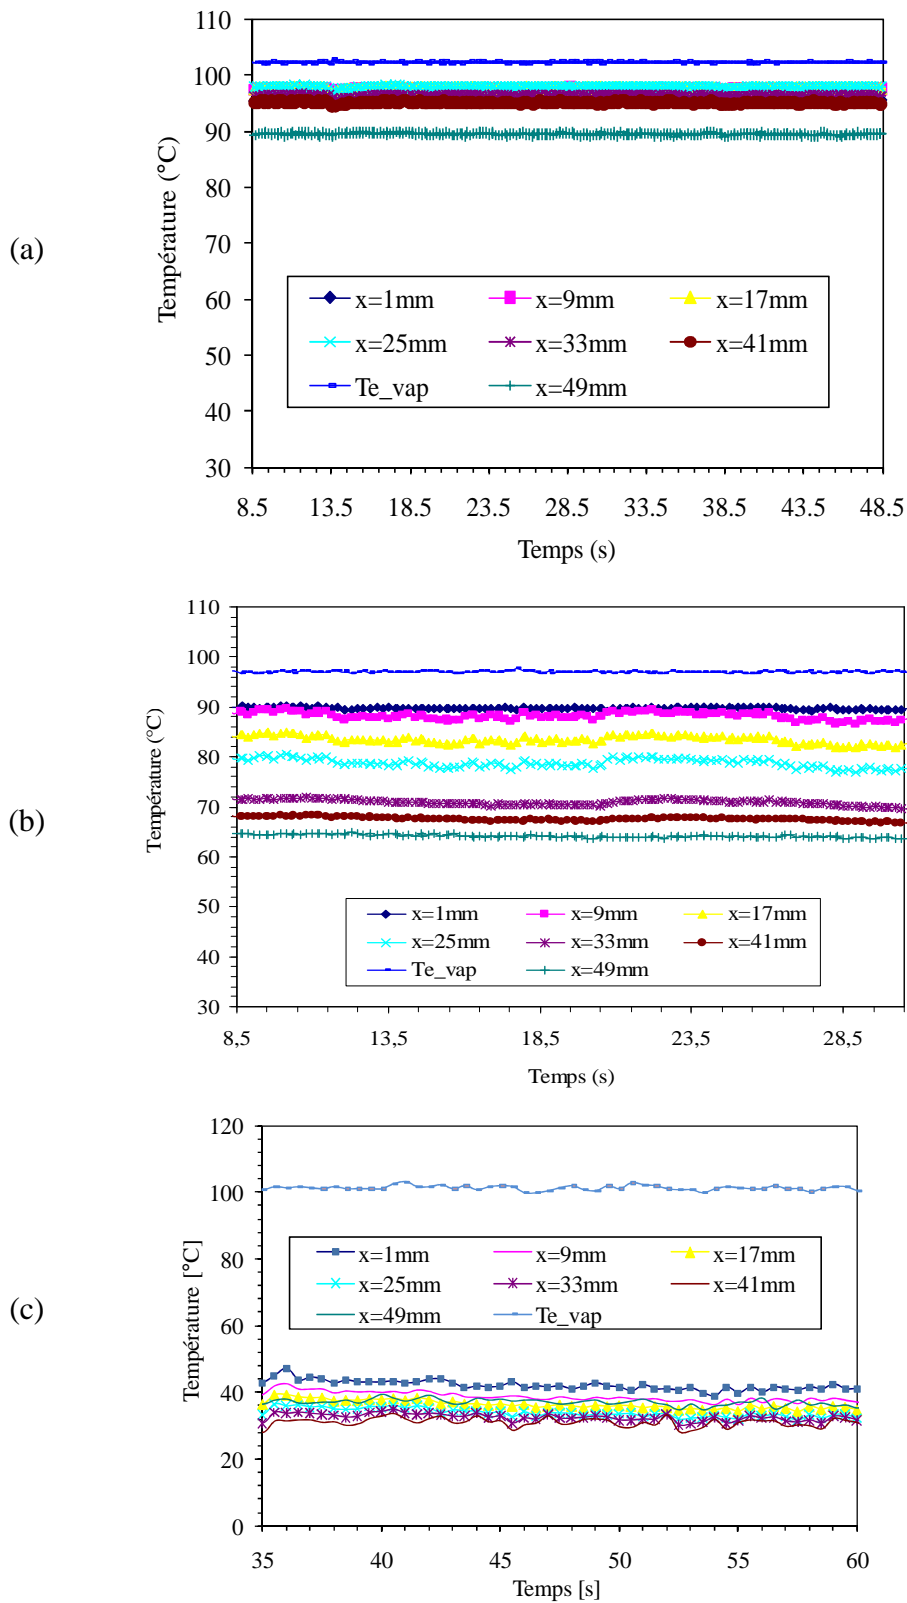 (a)
Température (°C)
110
100
90
80
70
60
50
40
30
x=1mm x=9mm x=17mm
x=25mm x=33mm x=41mm
Te_vap x=49mm
8.5 13.5 18.5 23.5 28.5 33.5 38.5 43.5 48.5
Temps (s)
(b)
Température (°C)
110
100
90
80
70
60
50
40
30
x=1mm x=9mm x=17mm
x=25mm x=33mm x=41mm
Te_vap x=49mm
8,5 13,5 18,5 23,5 28,5
Temps (s)
(c)
Température [°C]
120
100
80
60
40
20
0
x=1mm x=9mm x=17mm
x=25mm x=33mm x=41mm
x=49mm Te_vap
35 40 45 50 55 60
Temps [s]